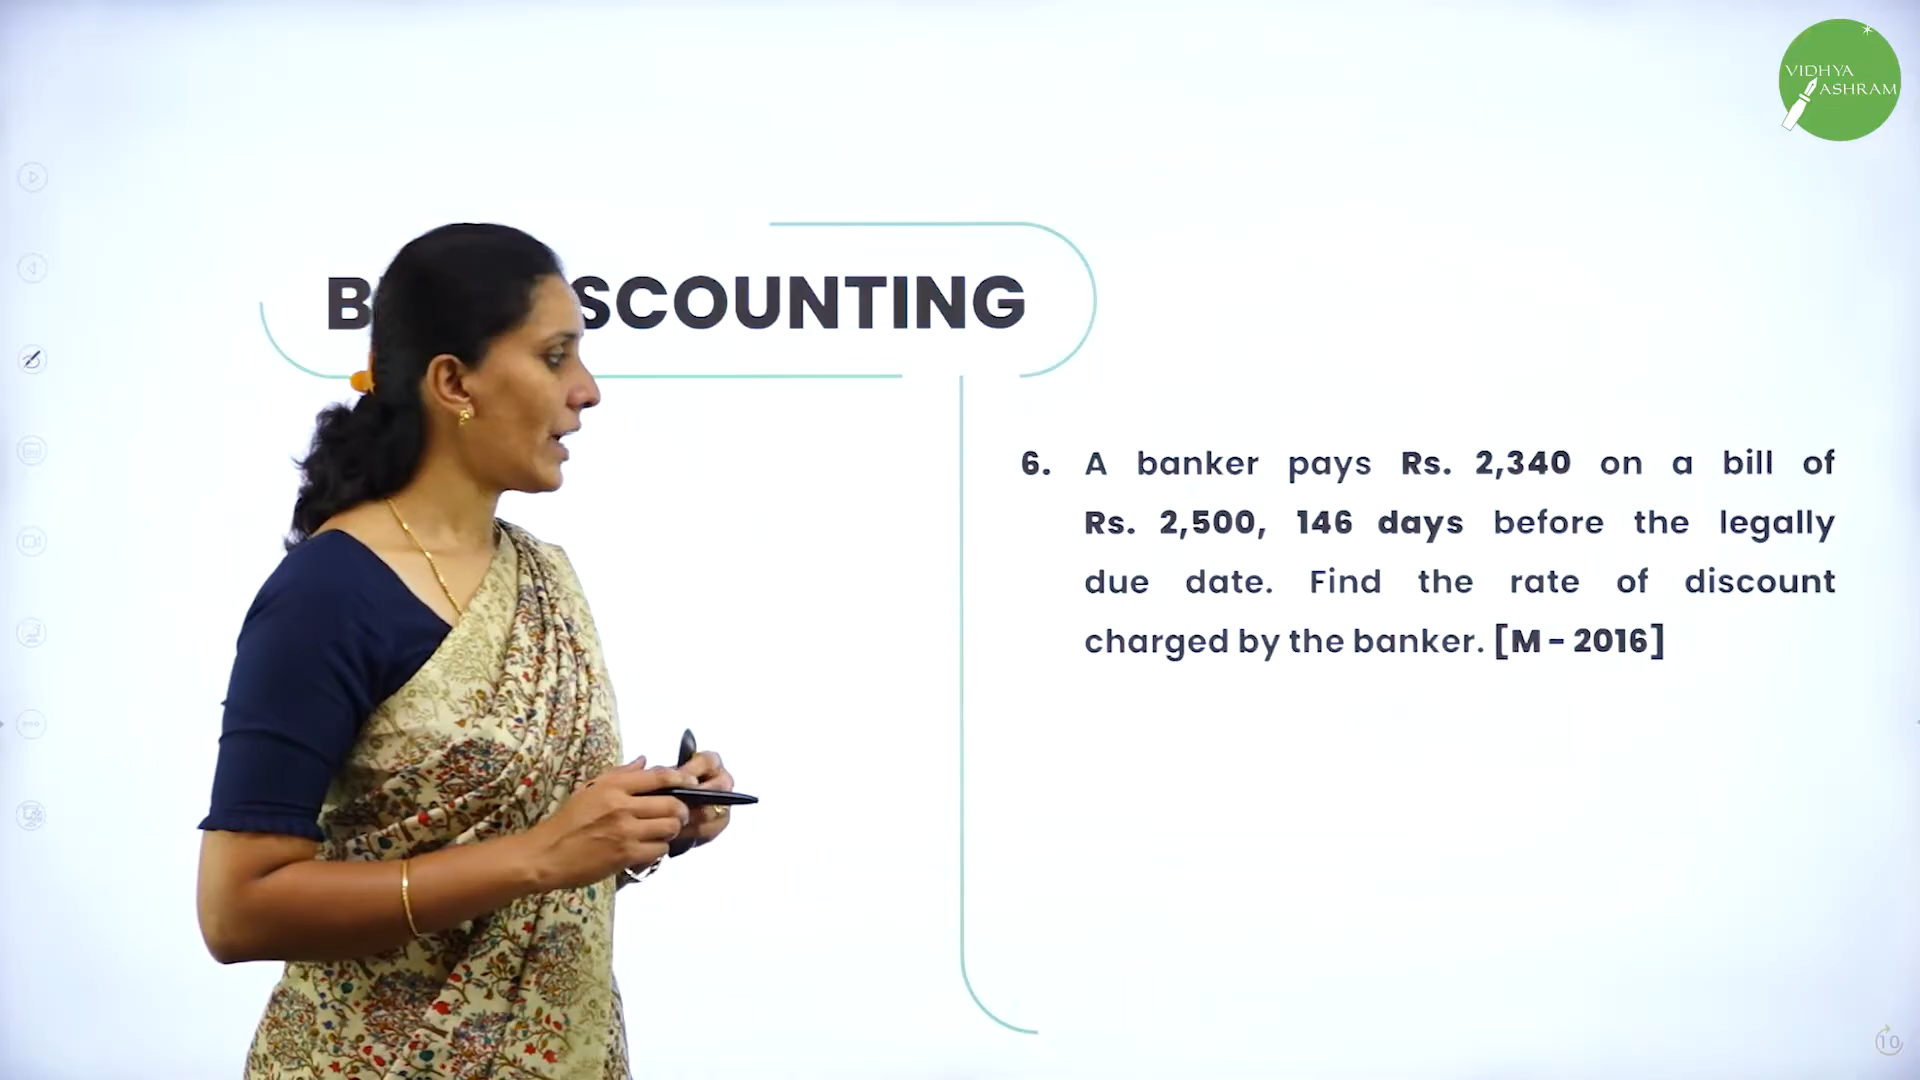 VIDHYA
ASHRAM
SCOUNTING
6. A banker pays Rs. 2,340 on a bill of
Rs. 2,500, 146 days before the legally
due date. Find the rate of discount
charged by the banker. [M - 2016]
10